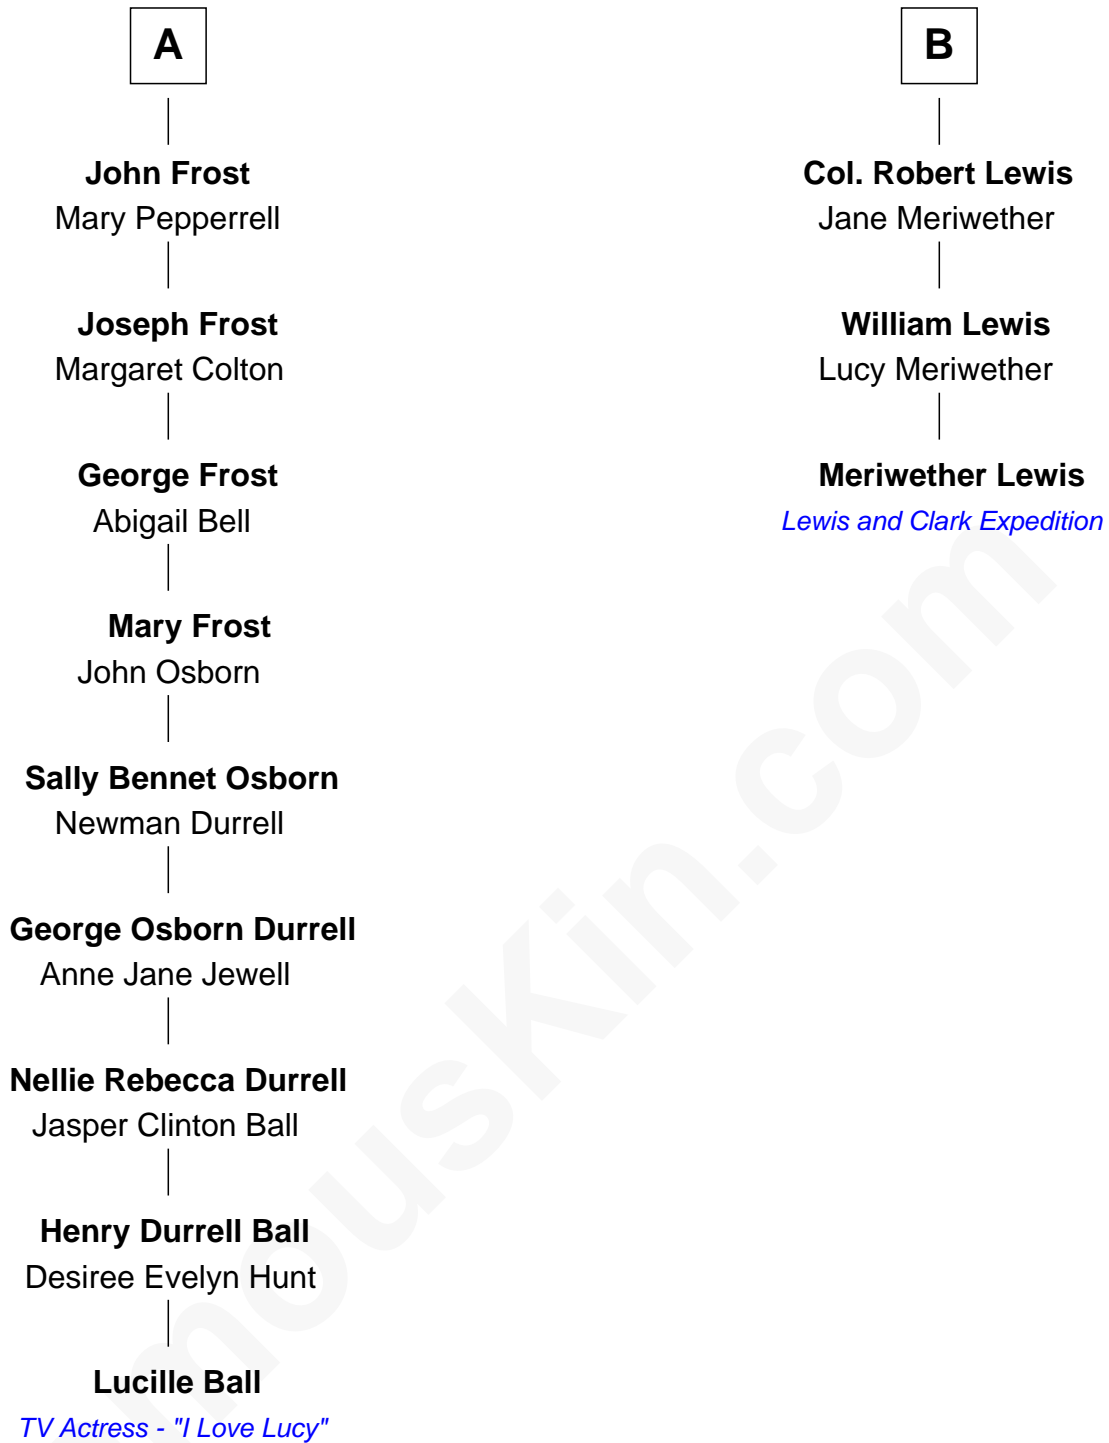 A
John Frost
Mary Pepperrell
Joseph Frost
Margaret Colton
George Frost
Abigail Bell
Mary Frost
John Osborn
Sally Bennet Osborn
Newman Durrell
George Osborn Durrell
Anne Jane Jewell
Nellie Rebecca Durrell
Jasper Clinton Ball
Henry Durrell Ball
Desiree Evelyn Hunt
Lucille Ball
TV Actress - "I Love Lucy"
B
Col. Robert Lewis
Jane Meriwether
William Lewis
Lucy Meriwether
Meriwether Lewis
Lewis and Clark Expedition
mousKin.com